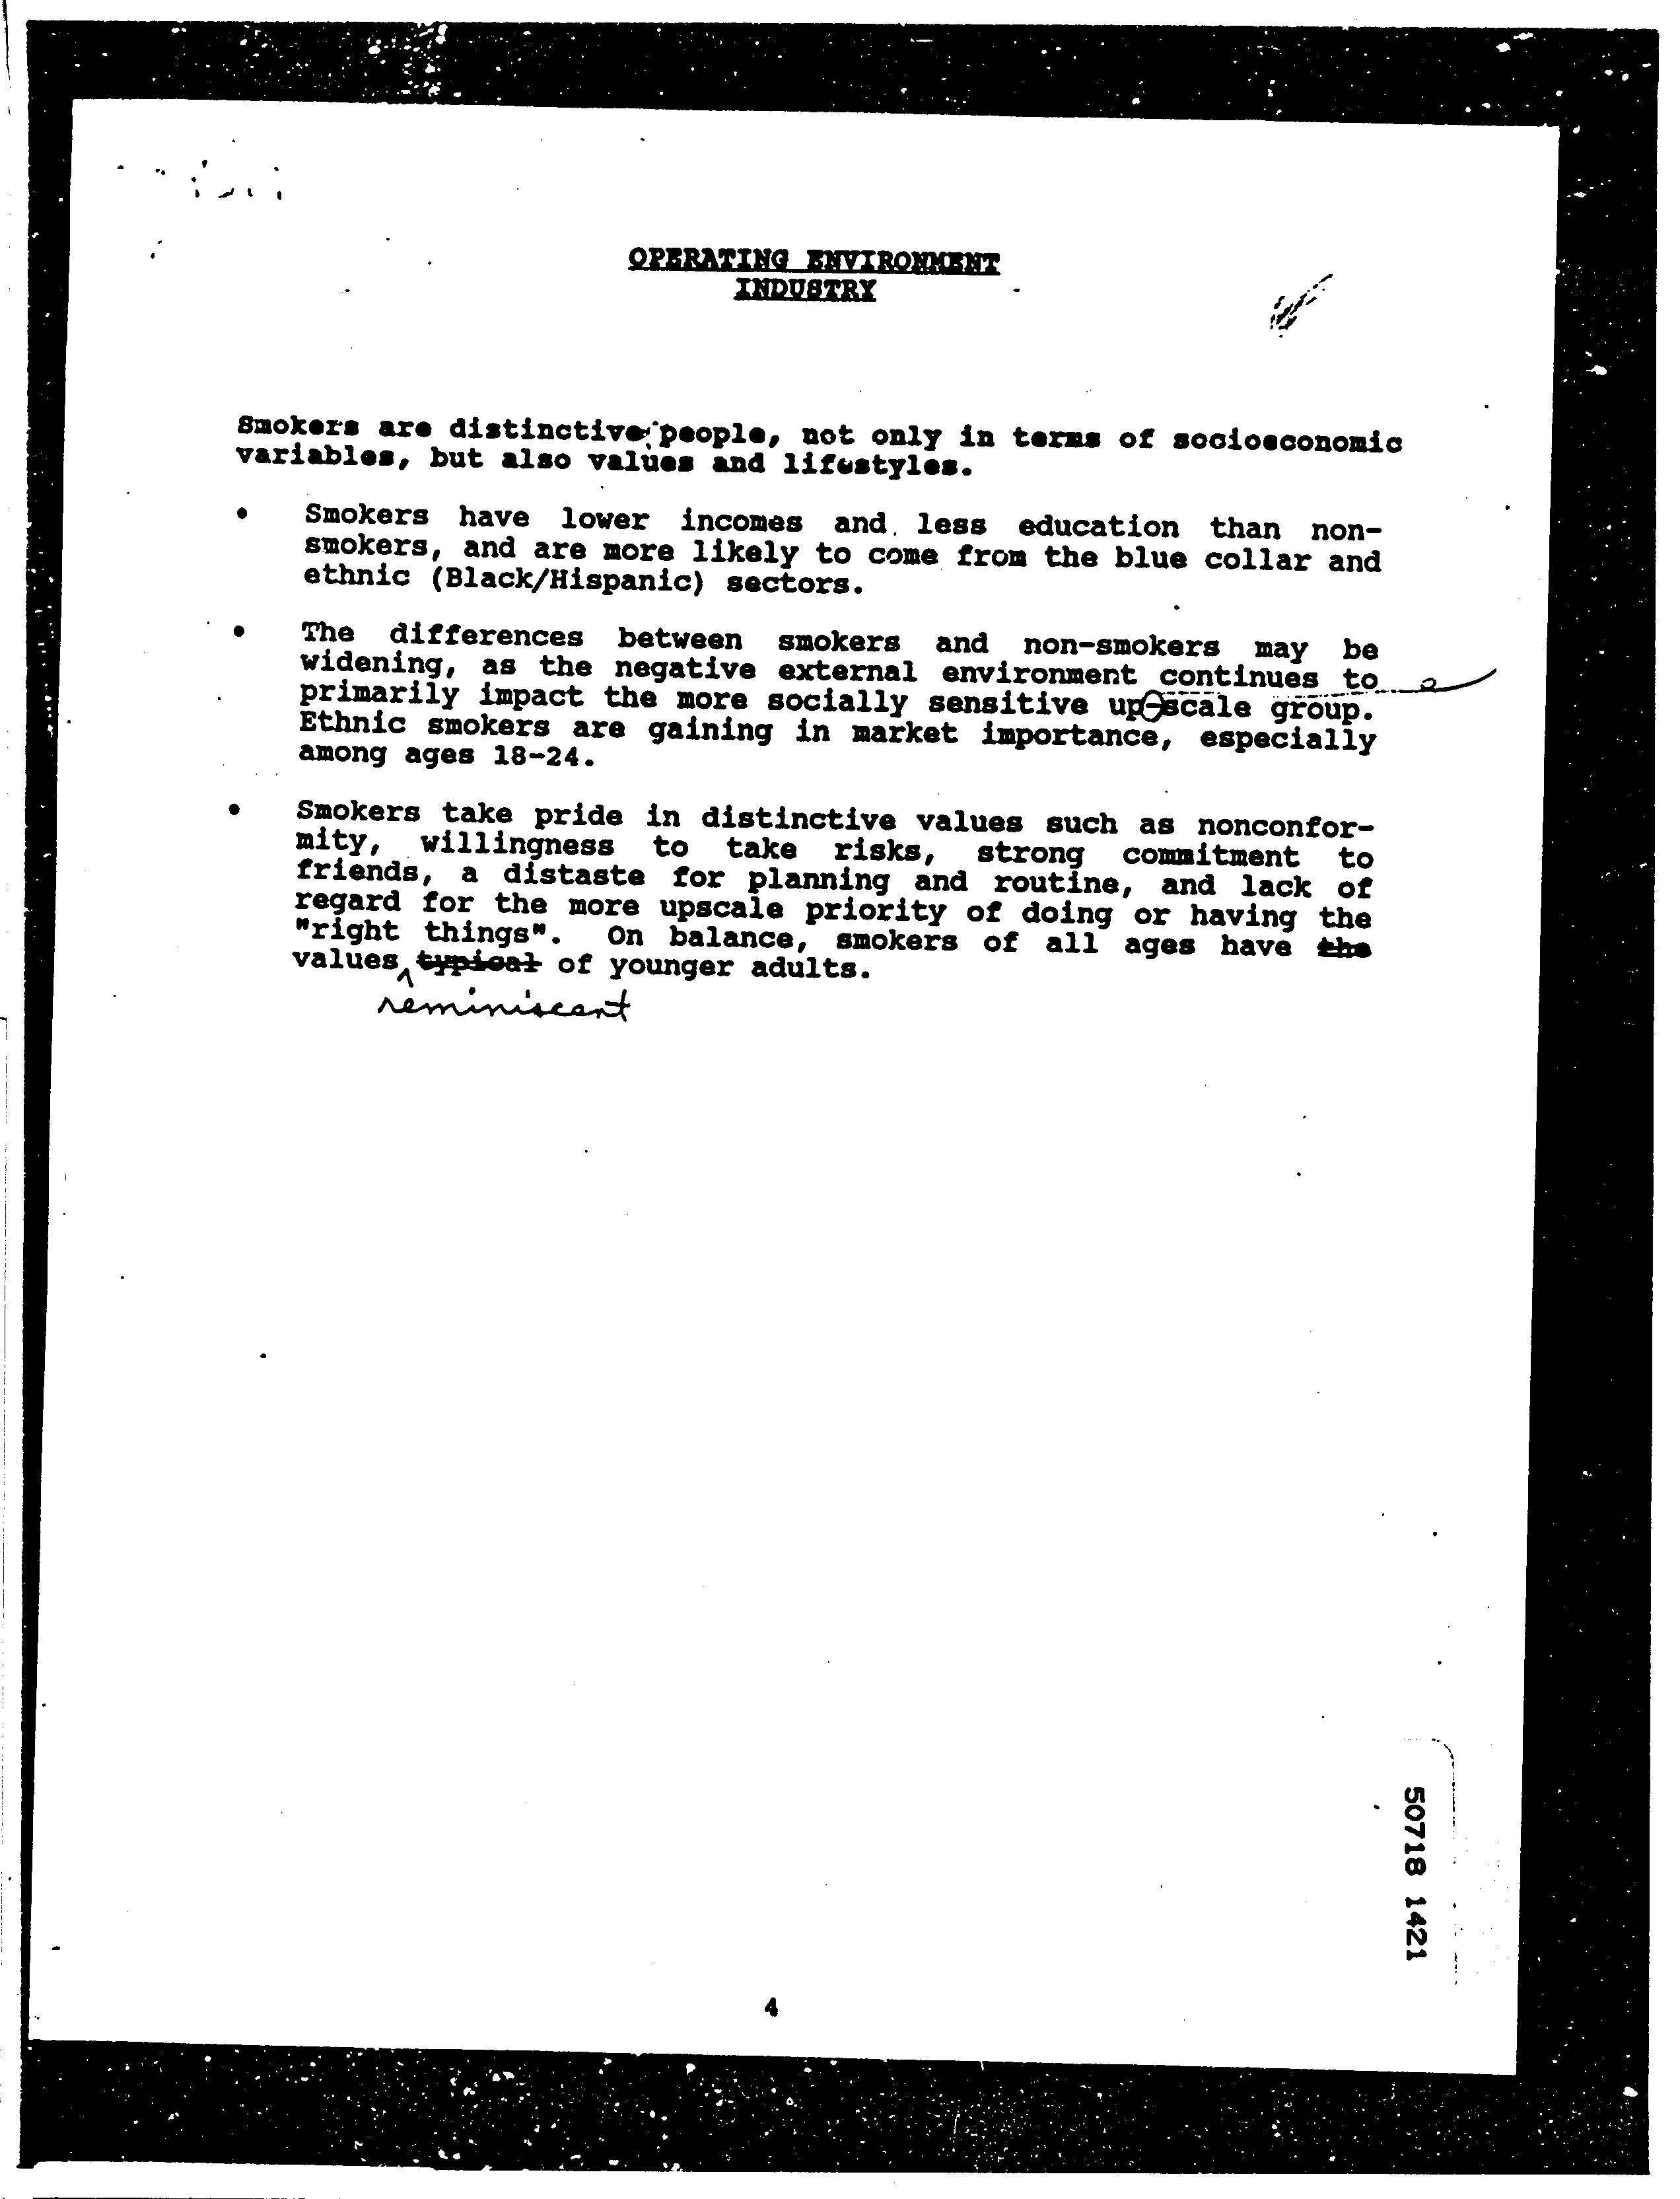 OPERATING ENVIRONMENT
INDUSTRY
Smokers are distinctive people, not only in terms of socioeconomic
variables, but also values and lifestyles.
• Smokers have lower incomes and less education than non-
smokers, and are more likely to come from the blue collar and
ethnic (Black/Hispanic) sectors.
• The differences between smokers and non-smokers may be
widening, as the negative external environment continues to
primarily impact the more socially sensitive up-scale group.
Ethnic smokers are gaining in market importance, especially
among ages 18-24.
• Smokers take pride in distinctive values such as nonconfor-
mity, willingness to take risks, strong commitment to
friends, a distaste for planning and routine, and lack of
regard for the more upscale priority of doing or having the
"right things". On balance, smokers of all ages have the
values typical of younger adults.
reminiscent
50718 1421
4